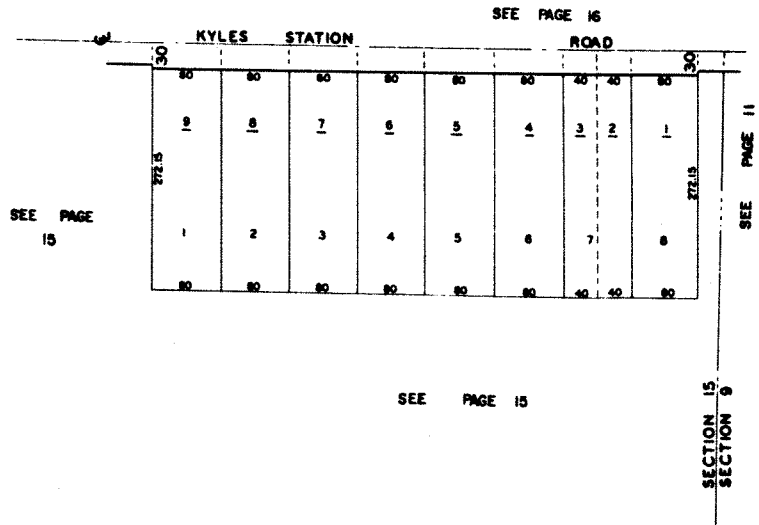 SEE PAGE 16
KYLES STATION ROAD
30 30
80 80 80 80 80 80 40 40 80
9 8 7 6 5 4 3 2 1
272.15 272.15
SEE PAGE 11
SEE PAGE
15
1 2 3 4 5 6 7 8
80 80 80 80 80 80 40 40 80
SEE PAGE 15
SECTION 15
SECTION 9